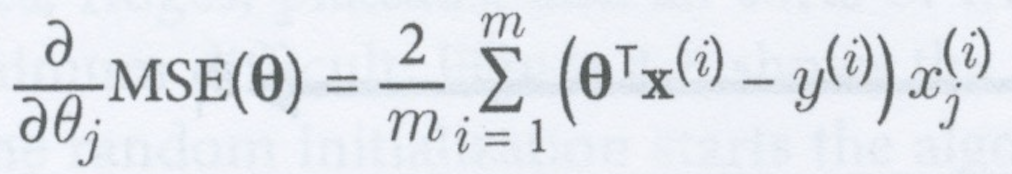 ∂/∂θ_j MSE(θ) = 2/m ∑_{i = 1}^{m} (θ^T x^(i) − y^(i)) x_j^(i)